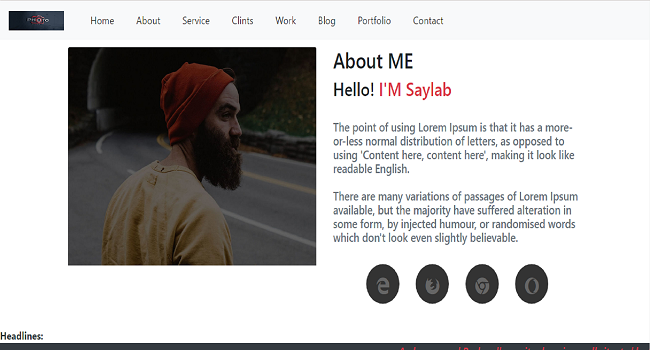 PHOTO
Home About Service Clints Work Blog Portfolio Contact
About ME
Hello! I'M Saylab
The point of using Lorem Ipsum is that it has a more-
or-less normal distribution of letters, as opposed to
using 'Content here, content here', making it look like
readable English.
There are many variations of passages of Lorem Ipsum
available, but the majority have suffered alteration in
some form, by injected humour, or randomised words
which don't look even slightly believable.
Headlines: